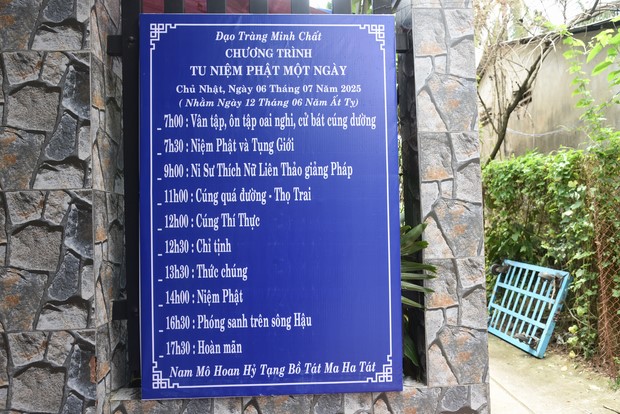 Đạo Tràng Minh Chất
CHƯƠNG TRÌNH
TU NIỆM PHẬT MỘT NGÀY
Chủ Nhật, Ngày 06 Tháng 07 Năm 2025
( Nhằm Ngày 12 Tháng 06 Năm Ất Tỵ )
_ 7h00 : Vân tập, ôn tập oai nghi, cử bát cúng dường
_ 7h30 : Niệm Phật và Tụng Giới
_ 9h00 : Ni Sư Thích Nữ Liên Thảo giảng Pháp
_ 11h00 : Cúng quá đường - Thọ Trai
_ 12h00 : Cúng Thí Thực
_ 12h30 : Chỉ tịnh
_ 13h30 : Thức chúng
_ 14h00 : Niệm Phật
_ 16h30 : Phóng sanh trên sông Hậu
_ 17h30 : Hoàn mãn
Nam Mô Hoan Hỷ Tạng Bồ Tát Ma Ha Tát